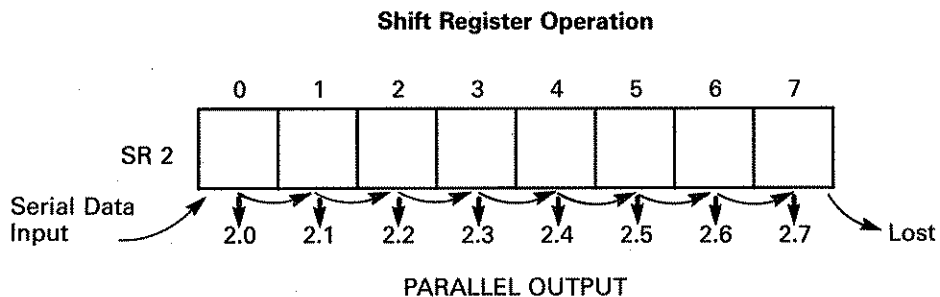 Shift Register Operation
0 1 2 3 4 5 6 7
SR 2
Serial Data
Input
2.0 2.1 2.2 2.3 2.4 2.5 2.6 2.7
Lost
PARALLEL OUTPUT